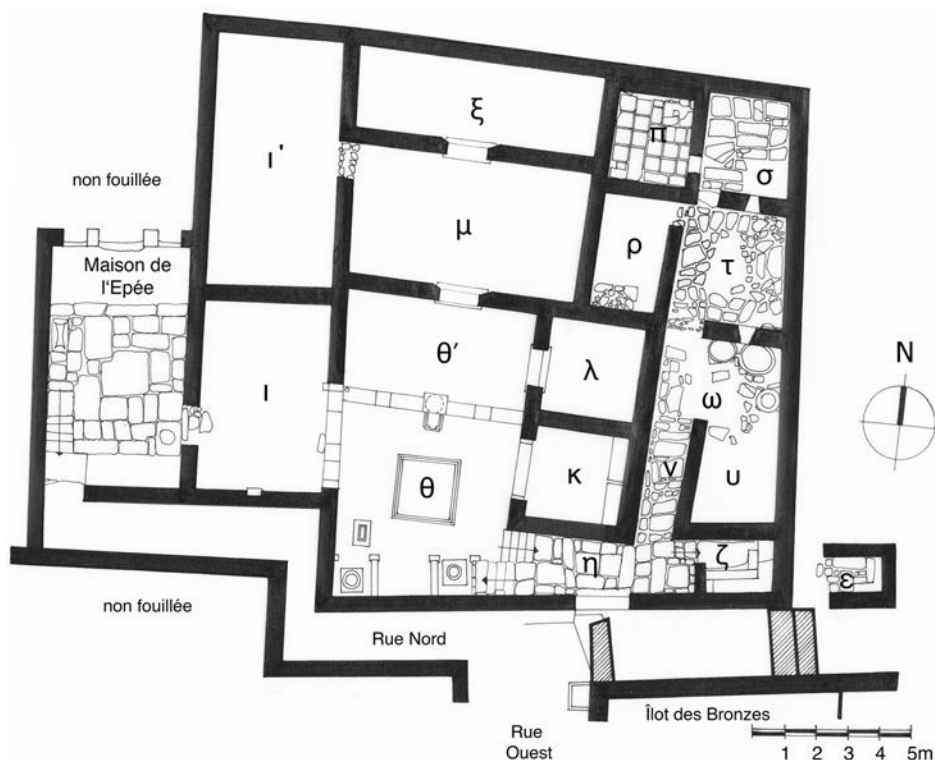 ξ
π
σ
ι'
non fouillée
μ
ρ
τ
Maison de
l'Epée
θ'
λ
N
ι
ω
θ
κ
ν
υ
η
ζ
ε
non fouillée
Rue Nord
Îlot des Bronzes
Rue
Ouest
1 2 3 4 5m